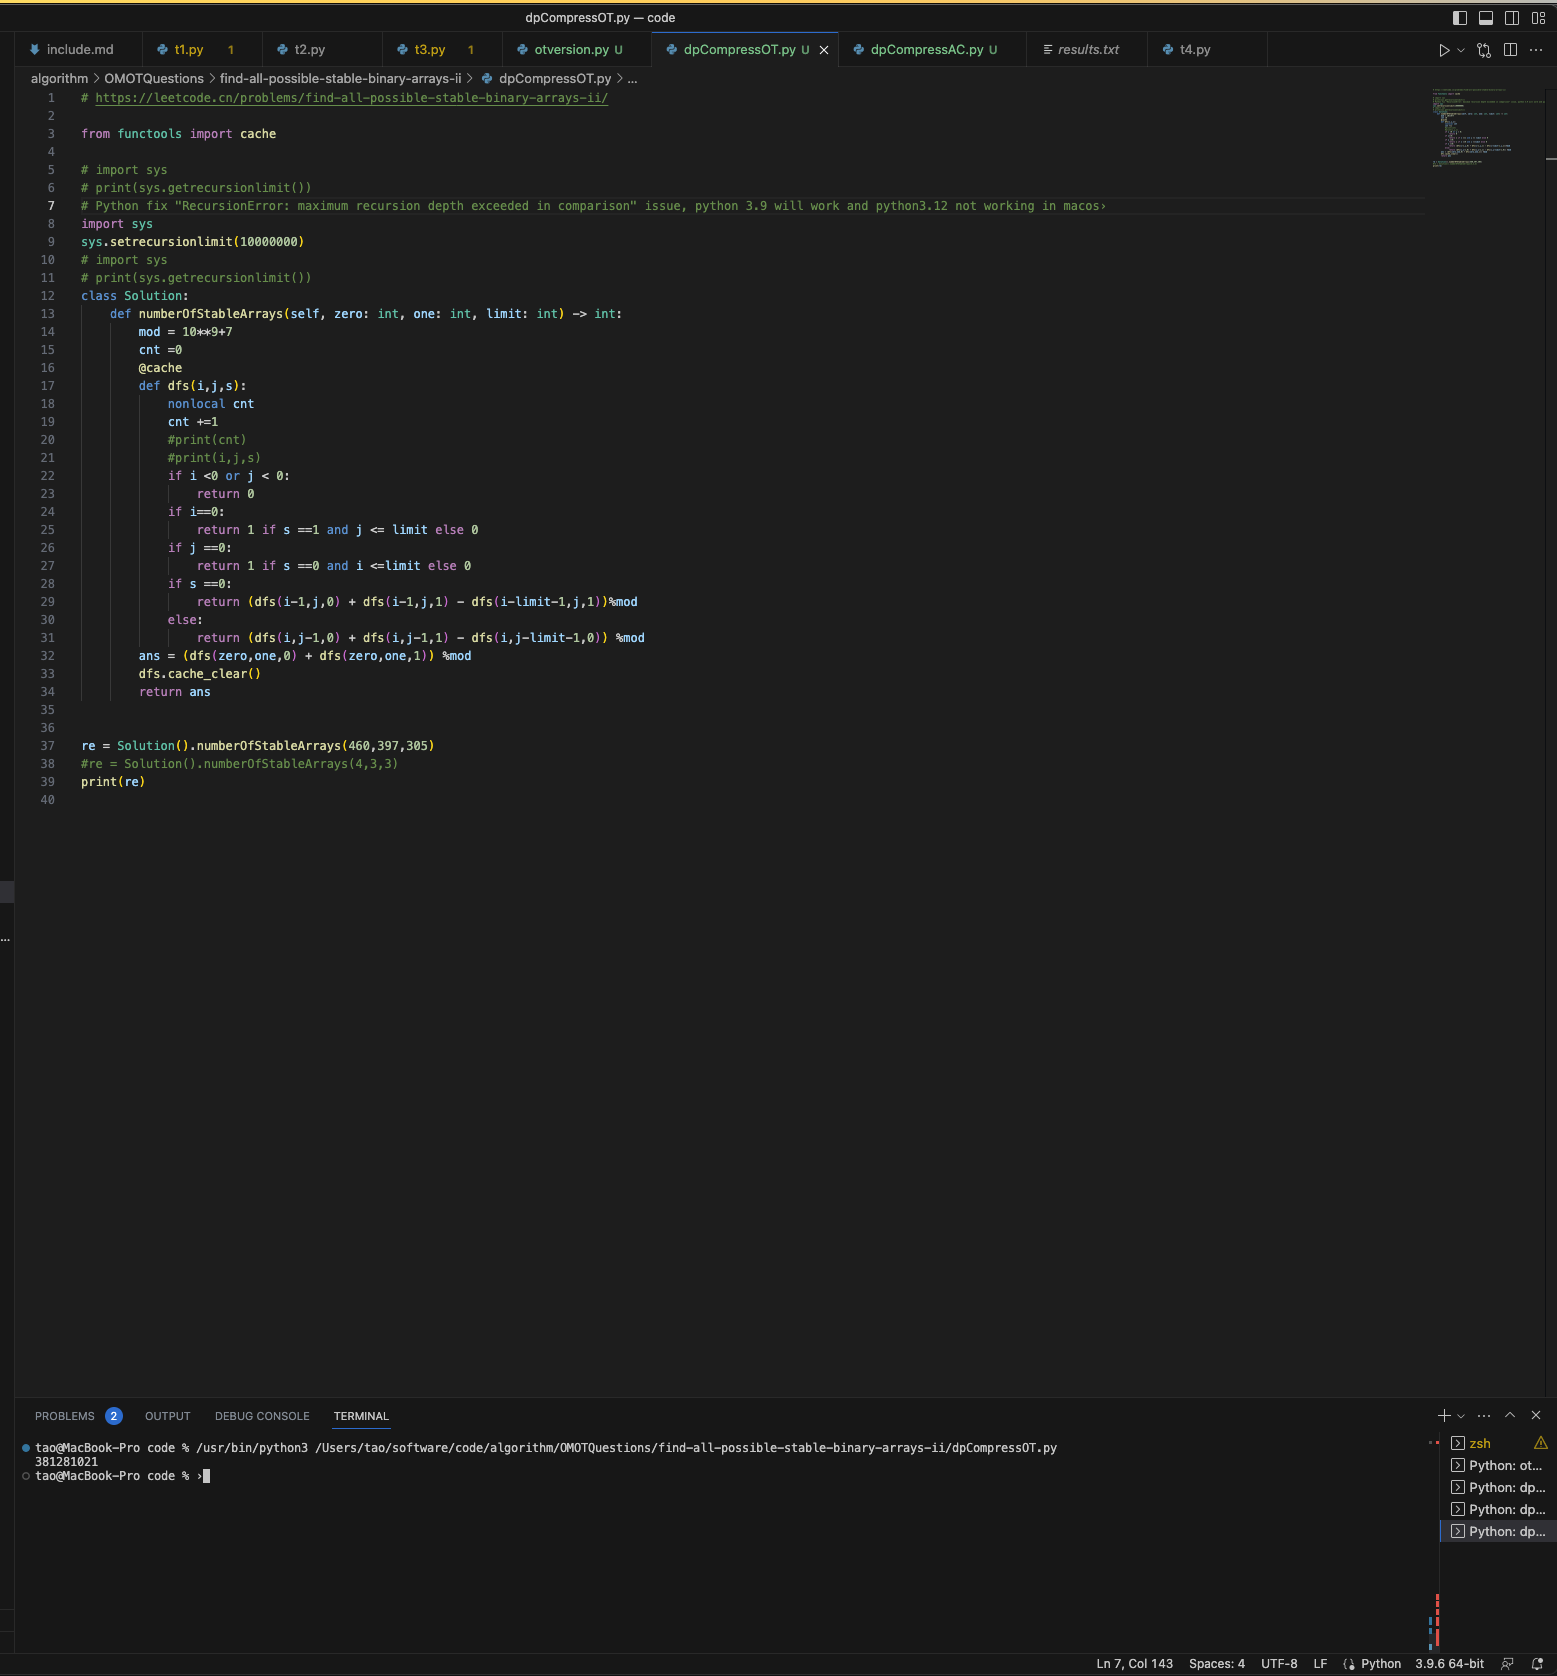 dpCompressOT.py — code
include.md t1.py 1 t2.py t3.py 1 otversion.py U dpCompressOT.py U dpCompressAC.py U results.txt t4.py
algorithm > OMOTQuestions > find-all-possible-stable-binary-arrays-ii > dpCompressOT.py > ...
1 # https://leetcode.cn/problems/find-all-possible-stable-binary-arrays-ii/
2
3 from functools import cache
4
5 # import sys
6 # print(sys.getrecursionlimit())
7 # Python fix "RecursionError: maximum recursion depth exceeded in comparison" issue, python 3.9 will work and python3.12 not working in macos›
8 import sys
9 sys.setrecursionlimit(10000000)
10 # import sys
11 # print(sys.getrecursionlimit())
12 class Solution:
13     def numberOfStableArrays(self, zero: int, one: int, limit: int) -> int:
14         mod = 10**9+7
15         cnt =0
16         @cache
17         def dfs(i,j,s):
18             nonlocal cnt
19             cnt +=1
20             #print(cnt)
21             #print(i,j,s)
22             if i <0 or j < 0:
23                 return 0
24             if i==0:
25                 return 1 if s ==1 and j <= limit else 0
26             if j ==0:
27                 return 1 if s ==0 and i <=limit else 0
28             if s ==0:
29                 return (dfs(i-1,j,0) + dfs(i-1,j,1) - dfs(i-limit-1,j,1))%mod
30             else:
31                 return (dfs(i,j-1,0) + dfs(i,j-1,1) - dfs(i,j-limit-1,0)) %mod
32         ans = (dfs(zero,one,0) + dfs(zero,one,1)) %mod
33         dfs.cache_clear()
34         return ans
35
36
37 re = Solution().numberOfStableArrays(460,397,305)
38 #re = Solution().numberOfStableArrays(4,3,3)
39 print(re)
40
...
PROBLEMS 2 OUTPUT DEBUG CONSOLE TERMINAL
tao@MacBook-Pro code % /usr/bin/python3 /Users/tao/software/code/algorithm/OMOTQuestions/find-all-possible-stable-binary-arrays-ii/dpCompressOT.py
381281021
tao@MacBook-Pro code % ›
zsh
Python: ot...
Python: dp...
Python: dp...
Python: dp...
Ln 7, Col 143 Spaces: 4 UTF-8 LF Python 3.9.6 64-bit